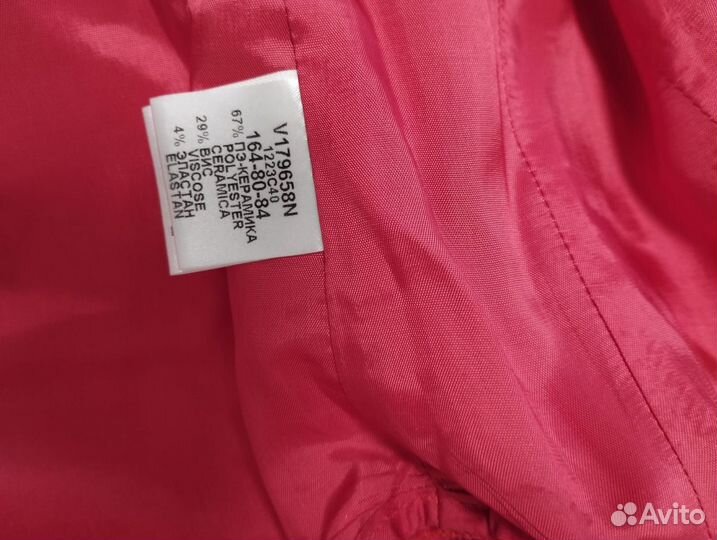 V179658N
1223C40
164-80-84
67% ПЭ-КЕРАМИКА
POLYESTER
CERAMICA
29% ВИС
VISCOSE
4% ЭЛАСТАН
ELASTAN
Avito